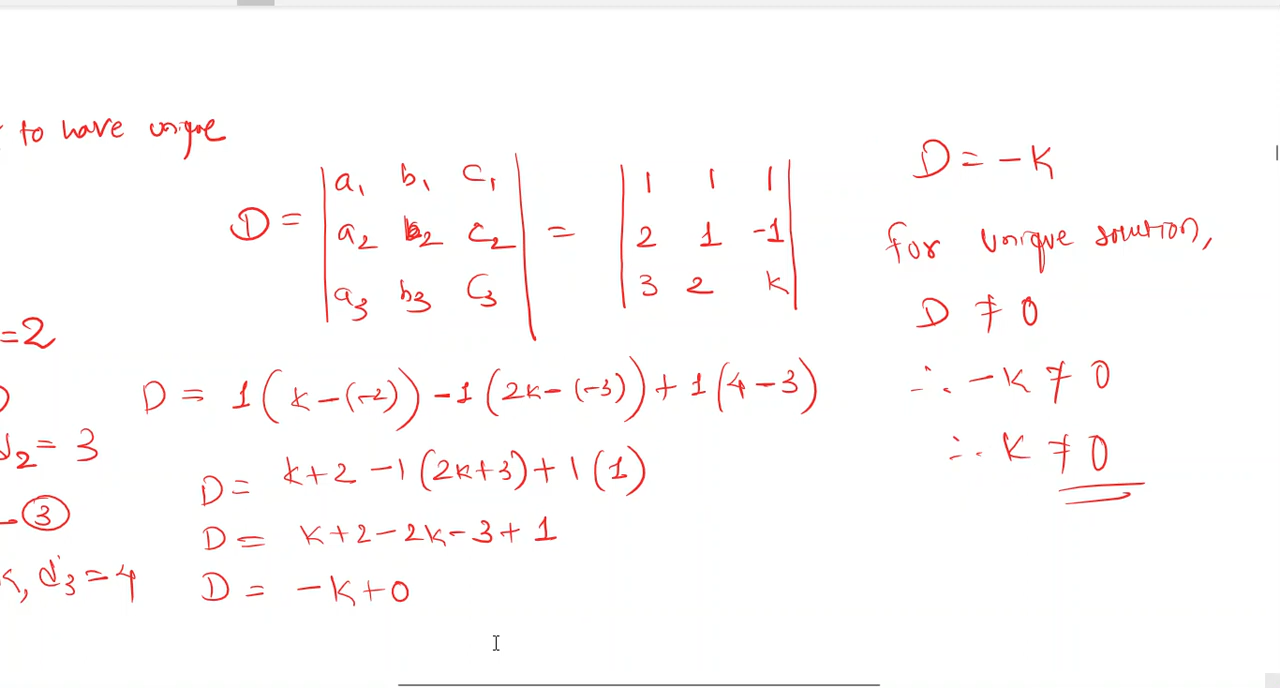 to have unique
D = | a₁ b₁ c₁ | = | 1 1 1 |
| a₂ b₂ c₂ | | 2 1 -1 |
| a₃ b₃ c₃ | | 3 2 k |
=2
D = 1(k-(-2)) -1(2k-(-3)) + 1(4-3)
d₂ = 3
D = k+2 -1(2k+3) + 1(1)
③
D = k+2-2k-3+1
k, d₃=4
D = -k+0
D = -k
for unique solution,
D ≠ 0
∴ -k ≠ 0
∴ k ≠ 0